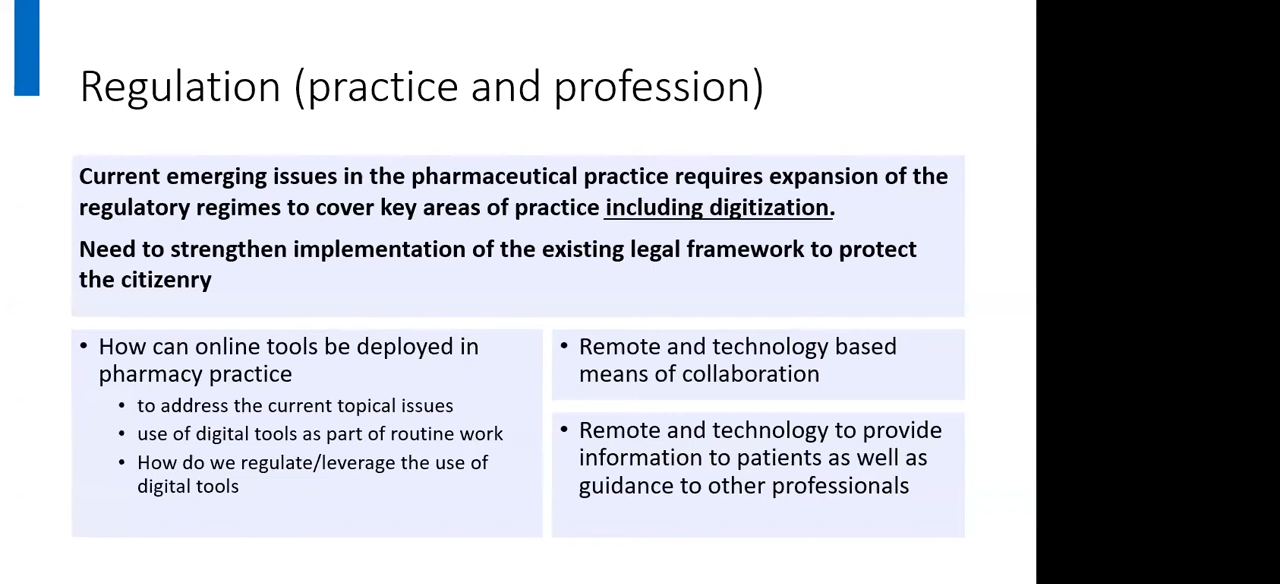 Regulation (practice and profession)
Current emerging issues in the pharmaceutical practice requires expansion of the
regulatory regimes to cover key areas of practice including digitization.
Need to strengthen implementation of the existing legal framework to protect
the citizenry
• How can online tools be deployed in
pharmacy practice
• to address the current topical issues
• use of digital tools as part of routine work
• How do we regulate/leverage the use of
digital tools
• Remote and technology based
means of collaboration
• Remote and technology to provide
information to patients as well as
guidance to other professionals